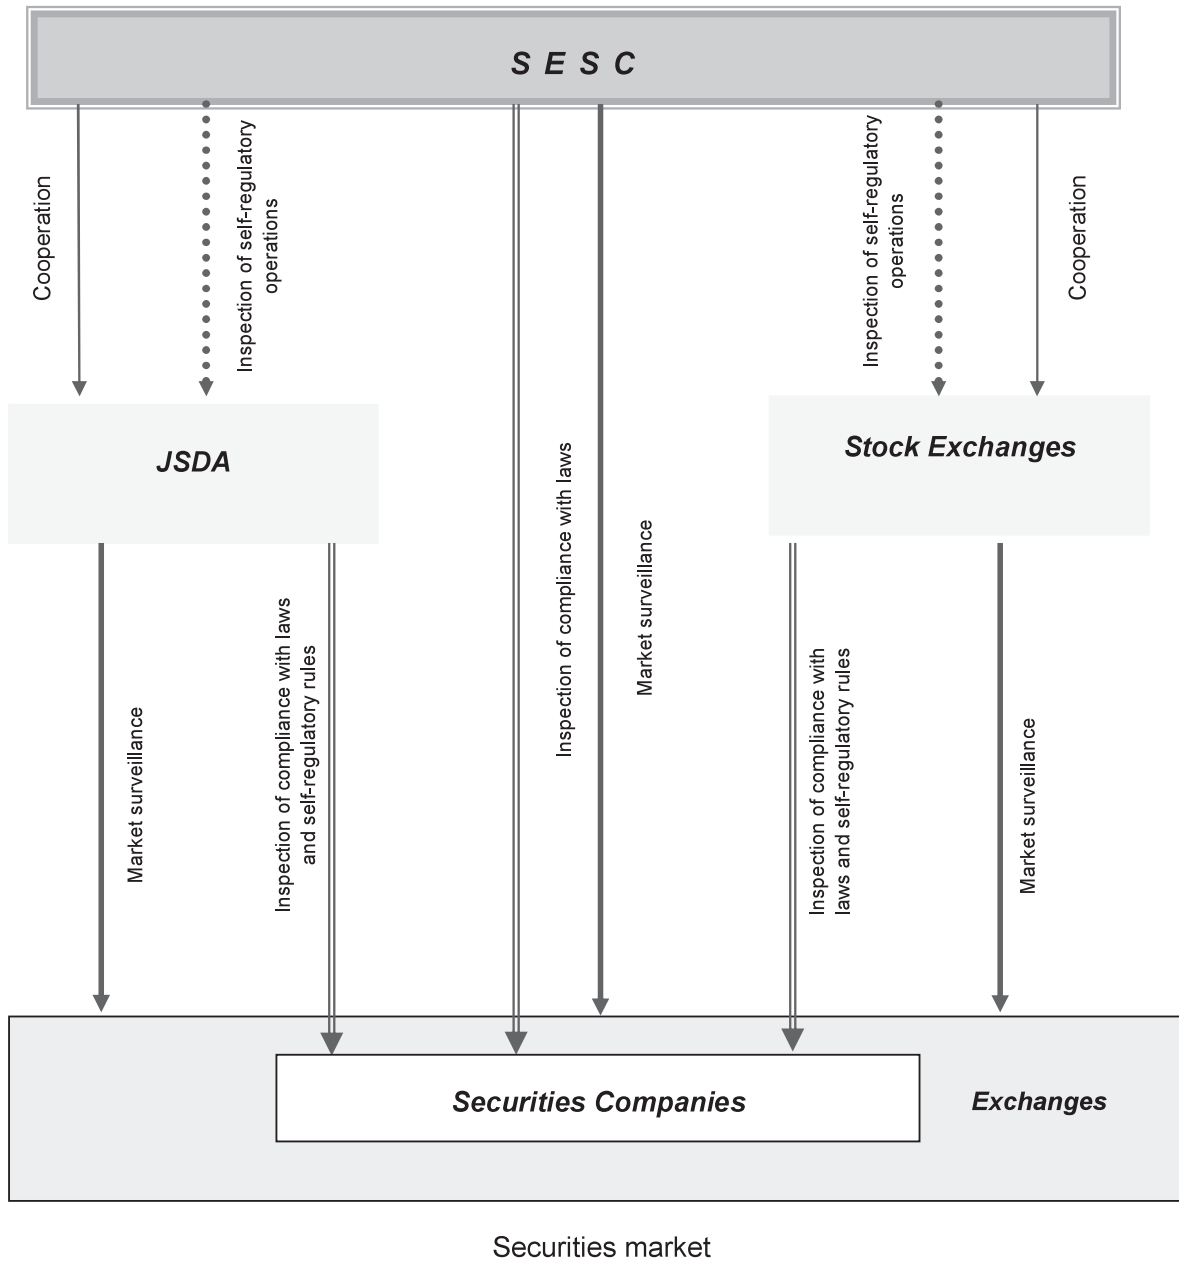 S E S C
Cooperation
Inspection of self-regulatory
operations
Inspection of self-regulatory
operations
Cooperation
JSDA
Stock Exchanges
Inspection of compliance with laws
Market surveillance
Market surveillance
Inspection of compliance with laws
and self-regulatory rules
Inspection of compliance with
laws and self-regulatory rules
Market surveillance
Securities Companies
Exchanges
Securities market